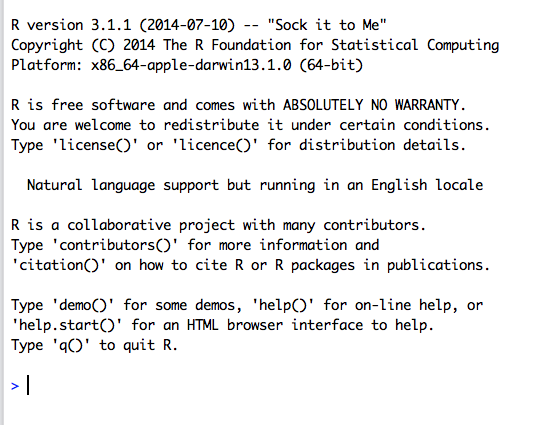 R version 3.1.1 (2014-07-10) -- "Sock it to Me"
Copyright (C) 2014 The R Foundation for Statistical Computing
Platform: x86_64-apple-darwin13.1.0 (64-bit)

R is free software and comes with ABSOLUTELY NO WARRANTY.
You are welcome to redistribute it under certain conditions.
Type 'license()' or 'licence()' for distribution details.

  Natural language support but running in an English locale

R is a collaborative project with many contributors.
Type 'contributors()' for more information and
'citation()' on how to cite R or R packages in publications.

Type 'demo()' for some demos, 'help()' for on-line help, or
'help.start()' for an HTML browser interface to help.
Type 'q()' to quit R.

>